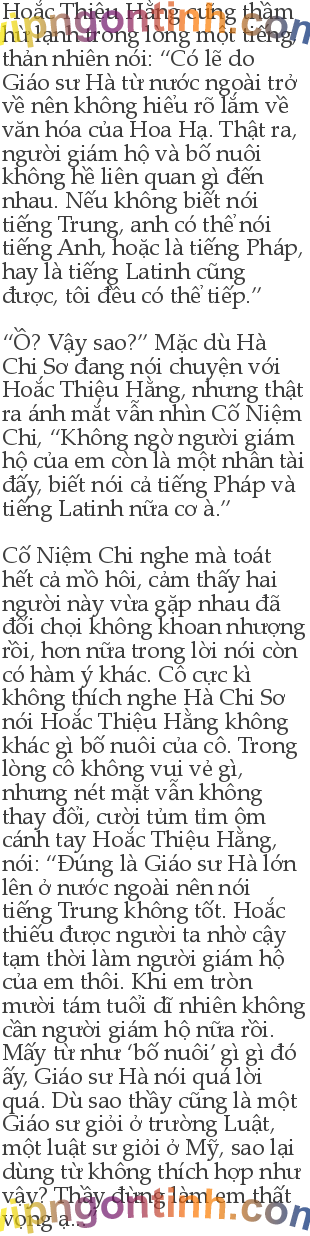 Hoắc Thiệu Hằng cũng thầm
hừ lạnh trong lòng một tiếng,
thản nhiên nói: “Có lẽ do
Giáo sư Hà từ nước ngoài trở
về nên không hiểu rõ lắm về
văn hóa của Hoa Hạ. Thật ra,
người giám hộ và bố nuôi
không hề liên quan gì đến
nhau. Nếu không biết nói
tiếng Trung, anh có thể nói
tiếng Anh, hoặc là tiếng Pháp,
hay là tiếng Latinh cũng
được, tôi đều có thể tiếp.”
“Ồ? Vậy sao?” Mặc dù Hà
Chi Sơ đang nói chuyện với
Hoắc Thiệu Hằng, nhưng thật
ra ánh mắt vẫn nhìn Cố Niệm
Chi, “Không ngờ người giám
hộ của em còn là một nhân tài
đấy, biết nói cả tiếng Pháp và
tiếng Latinh nữa cơ à.”
Cố Niệm Chi nghe mà toát
hết cả mồ hôi, cảm thấy hai
người này vừa gặp nhau đã
đối chọi không khoan nhượng
rồi, hơn nữa trong lời nói còn
có hàm ý khác. Cô cực kì
không thích nghe Hà Chi Sơ
nói Hoắc Thiệu Hằng không
khác gì bố nuôi của cô. Trong
lòng cô không vui vẻ gì,
nhưng nét mặt vẫn không
thay đổi, cười tủm tỉm ôm
cánh tay Hoắc Thiệu Hằng,
nói: “Đúng là Giáo sư Hà lớn
lên ở nước ngoài nên nói
tiếng Trung không tốt. Hoắc
thiếu được người ta nhờ cậy
tạm thời làm người giám hộ
của em thôi. Khi em tròn
mười tám tuổi dĩ nhiên không
cần người giám hộ nữa rồi.
Mấy từ như ‘bố nuôi’ gì gì đó
ấy, Giáo sư Hà nói quá lời
quá. Dù sao thầy cũng là một
Giáo sư giỏi ở trường Luật,
một luật sư giỏi ở Mỹ, sao lại
dùng từ không thích hợp như
vậy? Thầy đừng làm em thất
vọng ạ...
vipngontinh.com